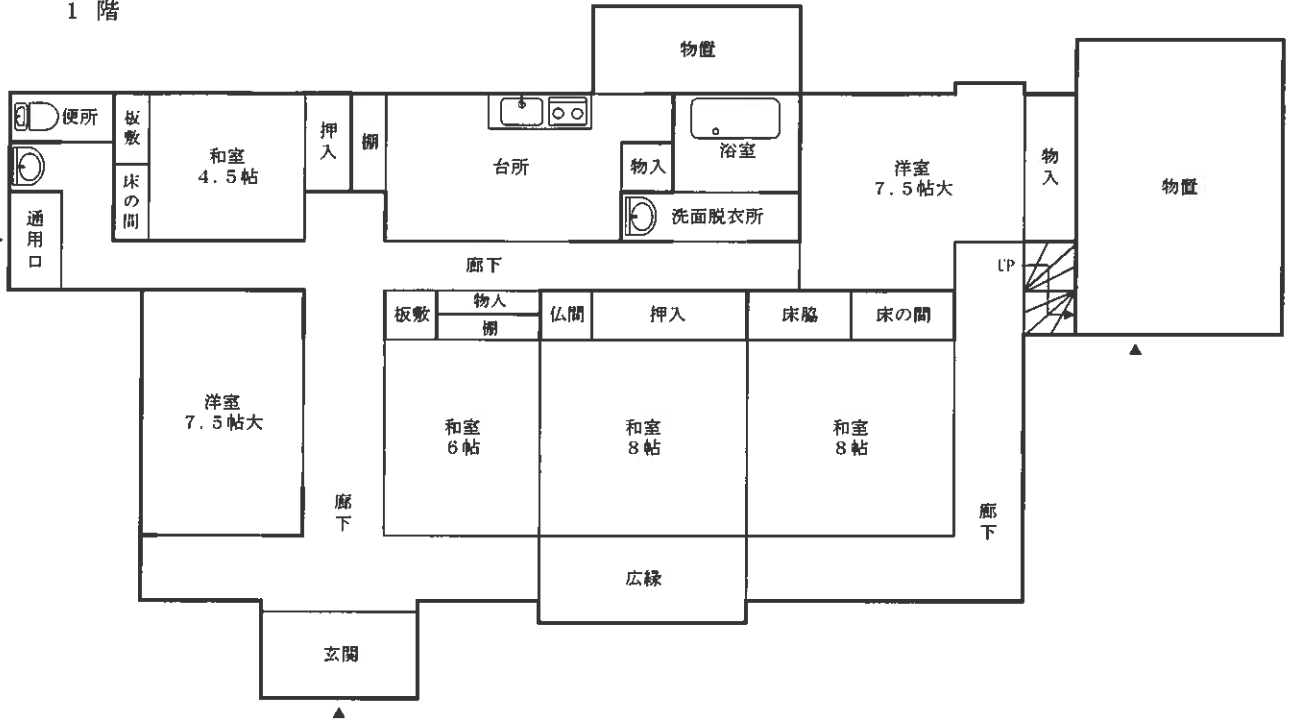 1 階
物置
便所
板敷
和室
4.5帖
押入
棚
台所
物入
浴室
洋室
7.5帖大
物入
物置
床の間
洗面脱衣所
通用口
廊下
UP
板敷
物入
棚
仏間
押入
床脇
床の間
洋室
7.5帖大
和室
6帖
和室
8帖
和室
8帖
廊下
廊下
広縁
玄関